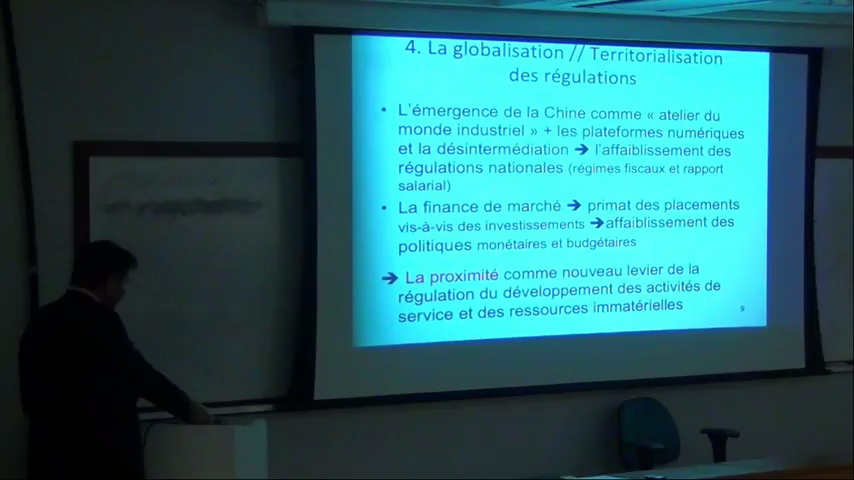 4. La globalisation // Territorialisation
des régulations
• L'émergence de la Chine comme « atelier du
monde industriel » + les plateformes numériques
et la désintermédiation ➔ l'affaiblissement des
régulations nationales (régimes fiscaux et rapport
salarial)
• La finance de marché ➔ primat des placements
vis-à-vis des investissements ➔affaiblissement des
politiques monétaires et budgétaires
➔ La proximité comme nouveau levier de la
régulation du développement des activités de
service et des ressources immatérielles
9